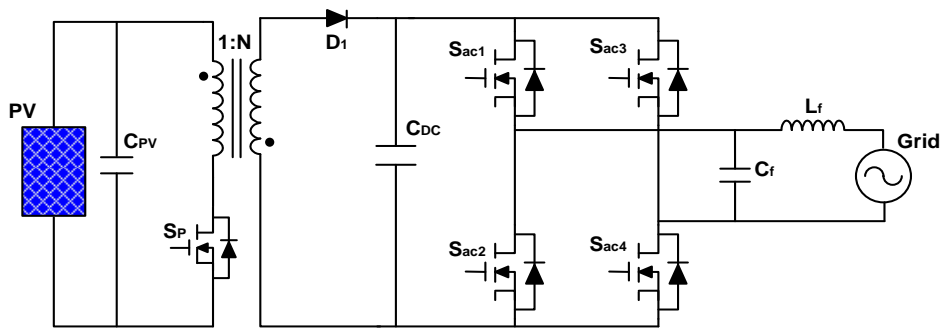 1:N
D1
Sac1
Sac3
PV
CPV
CDC
Lf
Grid
Cf
SP
Sac2
Sac4